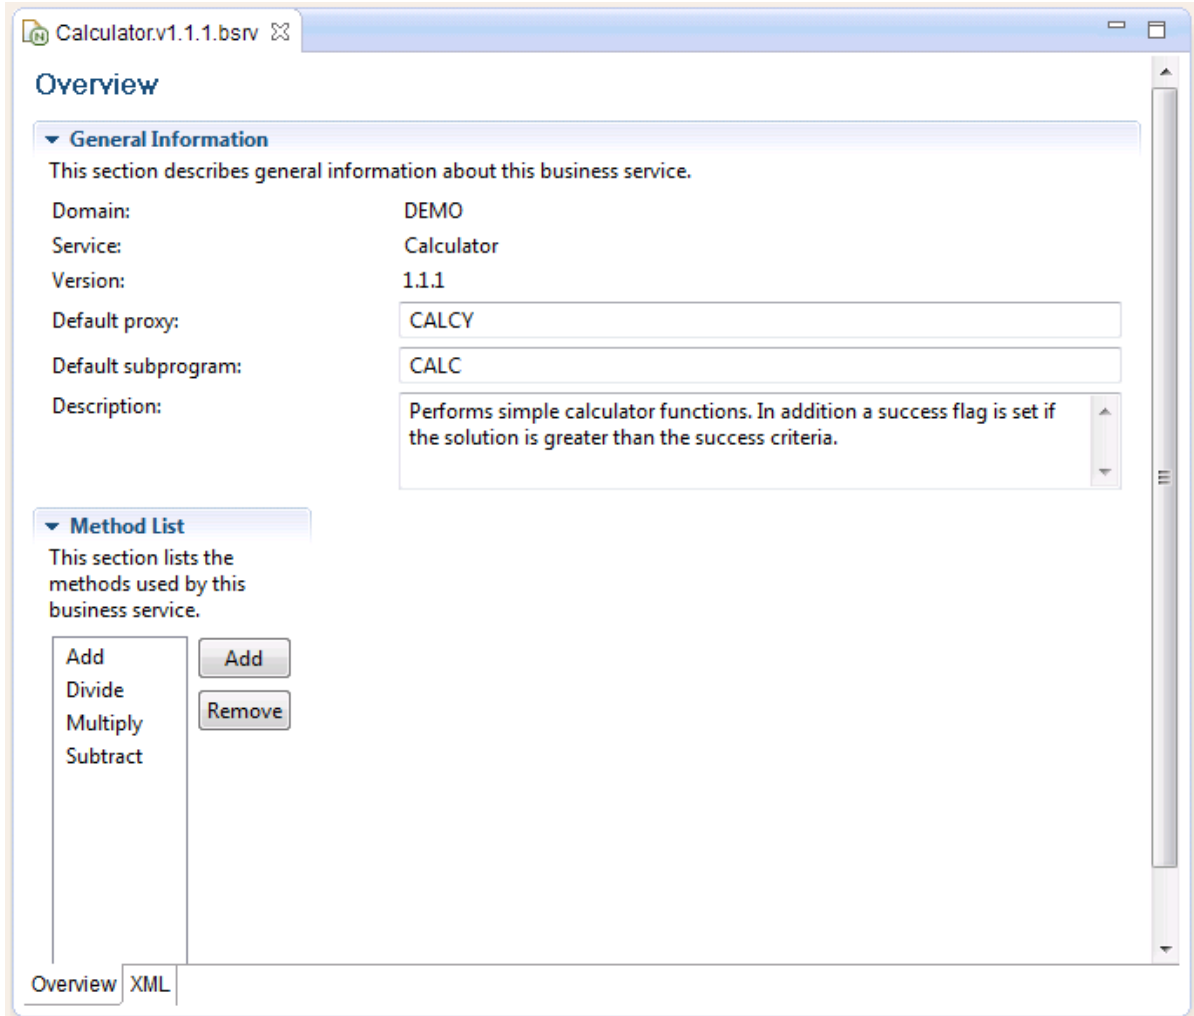 Calculator.v1.1.1.bsrv
Overview
General Information
This section describes general information about this business service.
Domain: DEMO
Service: Calculator
Version: 1.1.1
Default proxy: CALCY
Default subprogram: CALC
Description: Performs simple calculator functions. In addition a success flag is set if
the solution is greater than the success criteria.
Method List
This section lists the
methods used by this
business service.
Add Add
Divide
Multiply Remove
Subtract
Overview XML